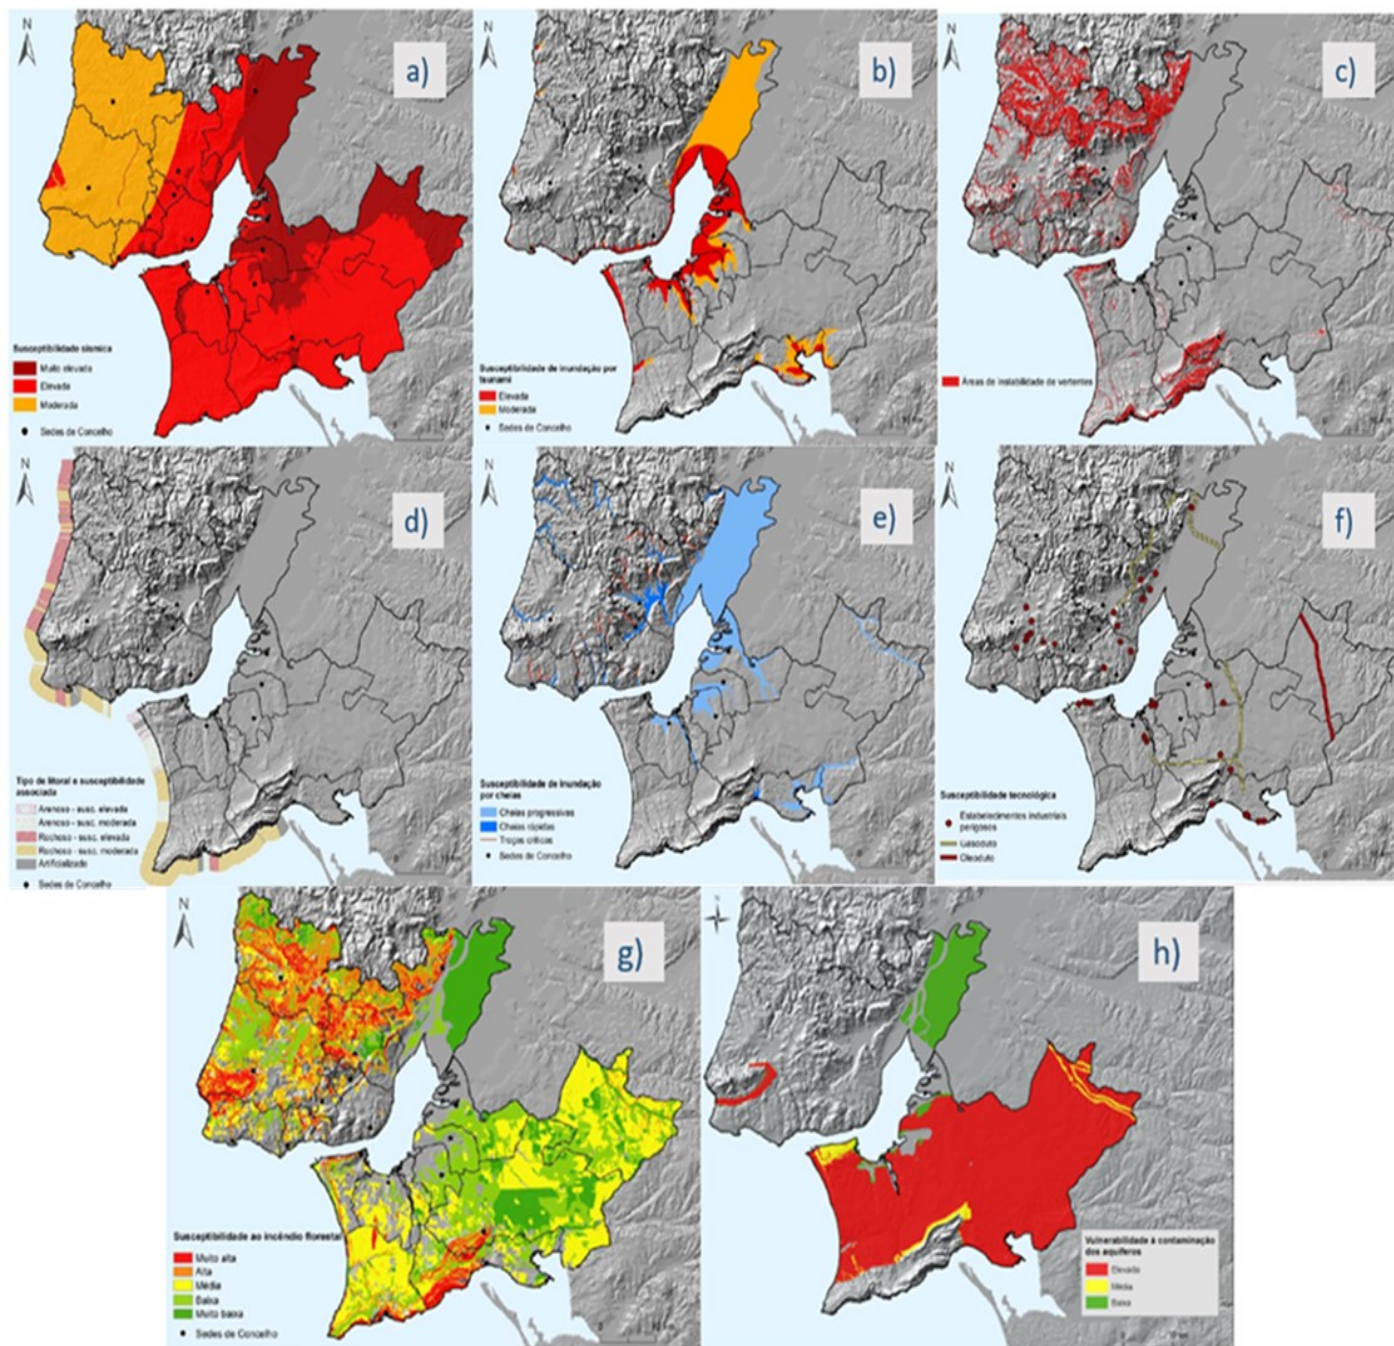 N
a)
Susceptibilidade sísmica
Muito elevada
Elevada
Moderada
Sedes de Concelho
N
b)
Susceptibilidade de inundação por
tsunami
Elevada
Moderada
Sedes de Concelho
N
c)
Áreas de instabilidade de vertentes
N
d)
Tipo de litoral e susceptibilidade
associada
Arenoso - susc. elevada
Arenoso - susc. moderada
Rochoso - susc. elevada
Rochoso - susc. moderada
Artificializado
Sedes de Concelho
N
e)
Susceptibilidade de inundação
por cheias
Cheias progressivas
Cheias rápidas
Troços críticos
Sedes de Concelho
N
f)
Susceptibilidade tecnológica
Estabelecimentos industriais
perigosos
Gasoduto
Oleoduto
N
g)
Susceptibilidade ao incêndio florestal
Muito alta
Alta
Média
Baixa
Muito baixa
Sedes de Concelho
N
h)
Vulnerabilidade à contaminação
dos aquíferos
Elevada
Média
Baixa